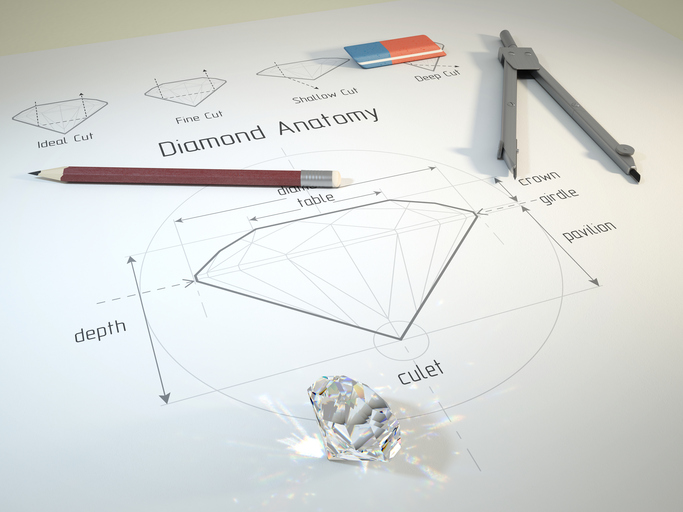 Ideal Cut
Fine Cut
Shallow Cut
Deep Cut
Diamond Anatomy
table
crown
girdle
pavilion
depth
culet